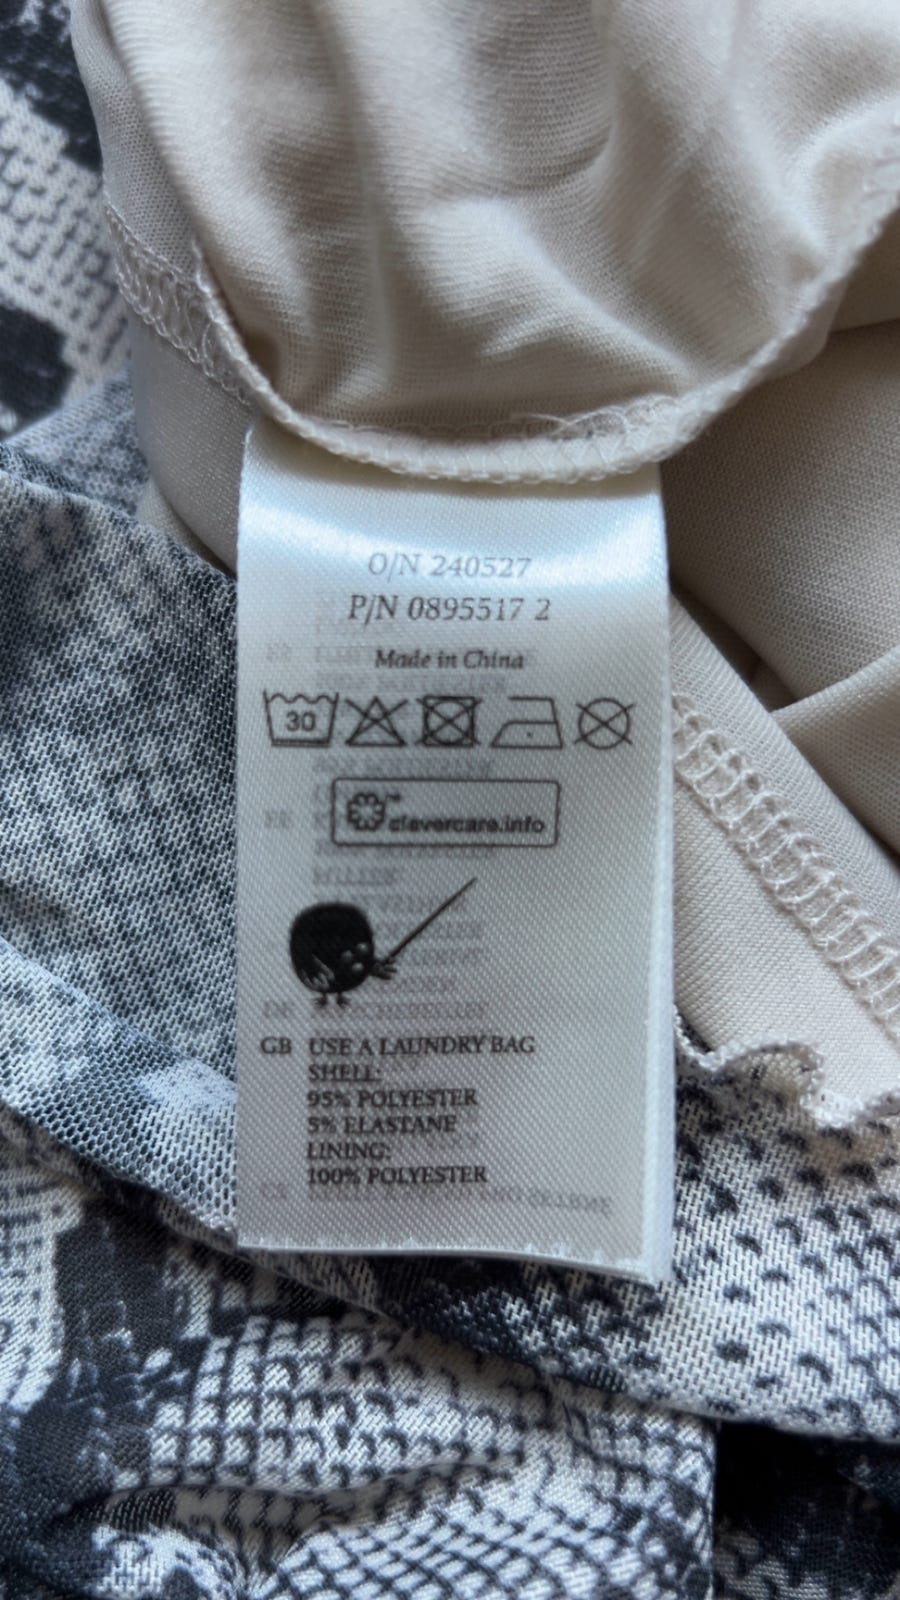 O/N 240527
P/N 0895517 2
Made in China
30
clevercare.info
GB USE A LAUNDRY BAG
SHELL:
95% POLYESTER
5% ELASTANE
LINING:
100% POLYESTER